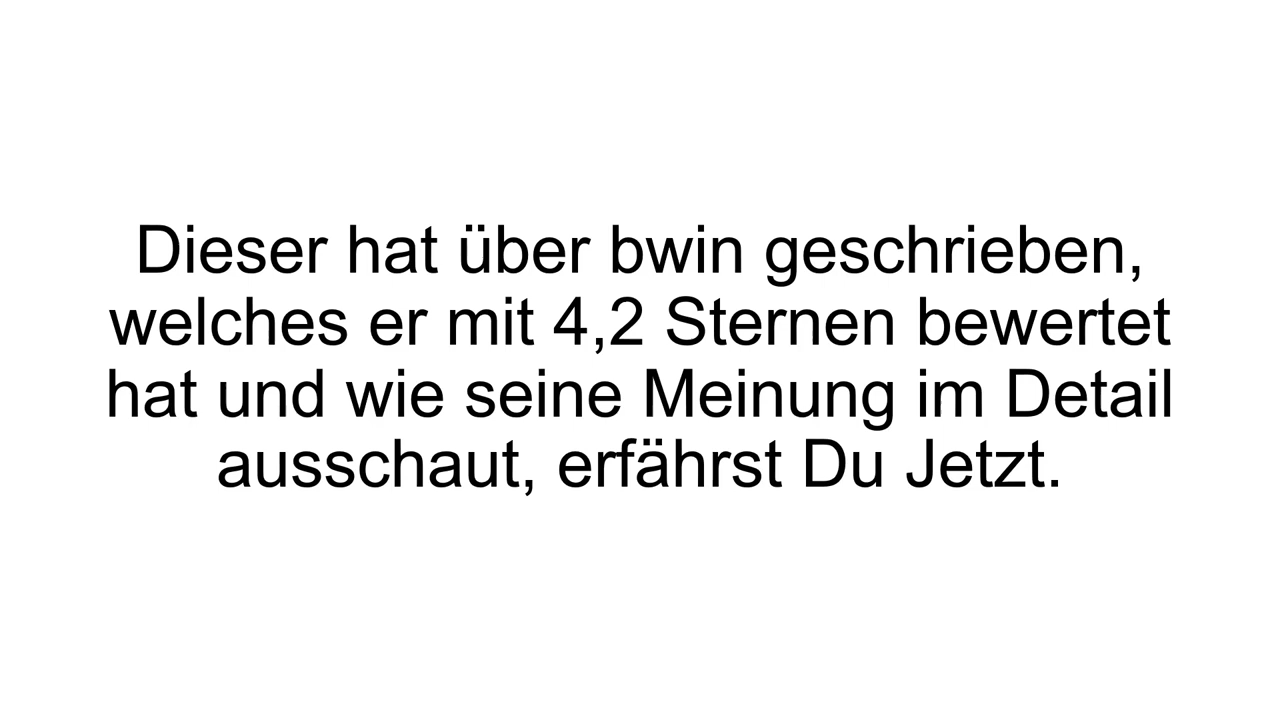 Dieser hat über bwin geschrieben,
welches er mit 4,2 Sternen bewertet
hat und wie seine Meinung im Detail
ausschaut, erfährst Du Jetzt.